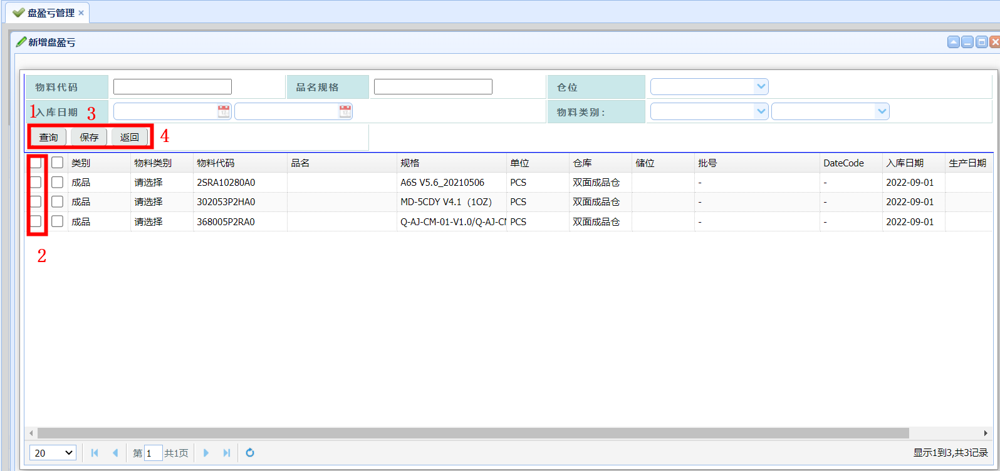 盘盈亏管理
新增盘盈亏
物料代码 品名规格 仓位
1入库日期 3 物料类别：
查询 保存 返回 4
类别 物料类别 物料代码 品名 规格 单位 仓库 储位 批号 DateCode 入库日期 生产日期
成品 请选择 2SRA10280A0 A6S V5.6_20210506 PCS 双面成品仓 - - 2022-09-01
成品 请选择 302053P2HA0 MD-5CDY V4.1（1OZ） PCS 双面成品仓 - - 2022-09-01
成品 请选择 368005P2RA0 Q-AJ-CM-01-V1.0/Q-AJ-C PCS 双面成品仓 - - 2022-09-01
2
20 第 1 共1页 显示1到3,共3记录